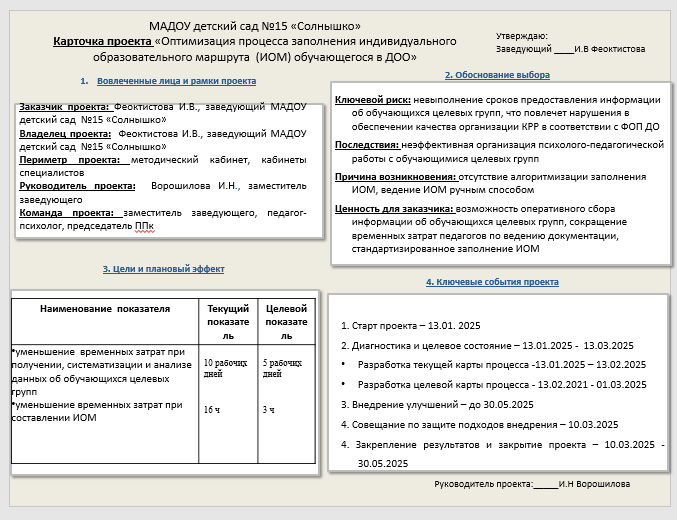 МАДОУ детский сад №15 «Солнышко»
Карточка проекта «Оптимизация процесса заполнения индивидуального
образовательного маршрута (ИОМ) обучающегося в ДОО»
Утверждаю:
Заведующий ____И.В Феоктистова
1. Вовлеченные лица и рамки проекта
Заказчик проекта: Феоктистова И.В., заведующий МАДОУ
детский сад №15 «Солнышко»
Владелец проекта: Феоктистова И.В., заведующий МАДОУ
детский сад №15 «Солнышко»
Периметр проекта: методический кабинет, кабинеты
специалистов
Руководитель проекта: Ворошилова И.Н., заместитель
заведующего
Команда проекта: заместитель заведующего, педагог-
психолог, председатель ППк
2. Обоснование выбора
Ключевой риск: невыполнение сроков предоставления информации
об обучающихся целевых групп, что повлечет нарушения в
обеспечении качества организации КРР в соответствии с ФОП ДО
Последствия: неэффективная организация психолого-педагогической
работы с обучающимися целевых групп
Причина возникновения: отсутствие алгоритмизации заполнения
ИОМ, ведение ИОМ ручным способом
Ценность для заказчика: возможность оперативного сбора
информации об обучающихся целевых групп, сокращение
временных затрат педагогов по ведению документации,
стандартизированное заполнение ИОМ
3. Цели и плановый эффект
Наименование показателя
Текущий
показате
ль
Целевой
показате
ль
•уменьшение временных затрат при
получении, систематизации и анализе
данных об обучающихся целевых
групп
•уменьшение временных затрат при
составлении ИОМ
10 рабочих
дней
16 ч
5 рабочих
дней
3 ч
4. Ключевые события проекта
1. Старт проекта – 13.01. 2025
2. Диагностика и целевое состояние – 13.01.2025 - 13.03.2025
• Разработка текущей карты процесса -13.01.2025 – 13.02.2025
• Разработка целевой карты процесса - 13.02.2021 - 01.03.2025
3. Внедрение улучшений – до 30.05.2025
4. Совещание по защите подходов внедрения – 10.03.2025
4. Закрепление результатов и закрытие проекта – 10.03.2025 -
30.05.2025
Руководитель проекта:_____И.Н Ворошилова